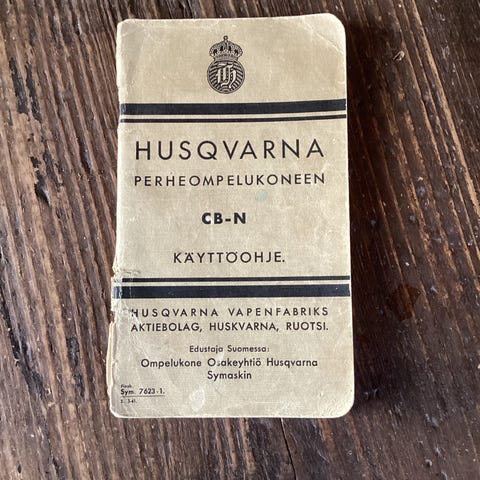 HUSQVARNA
PERHEOMPELUKONEEN
CB-N
KÄYTTÖOHJE.
HUSQVARNA VAPENFABRIKS
AKTIEBOLAG, HUSKVARNA, RUOTSI.
Edustaja Suomessa:
Ompelukone Osakeyhtiö Husqvarna
Symaskin
Sym. 7623-1.